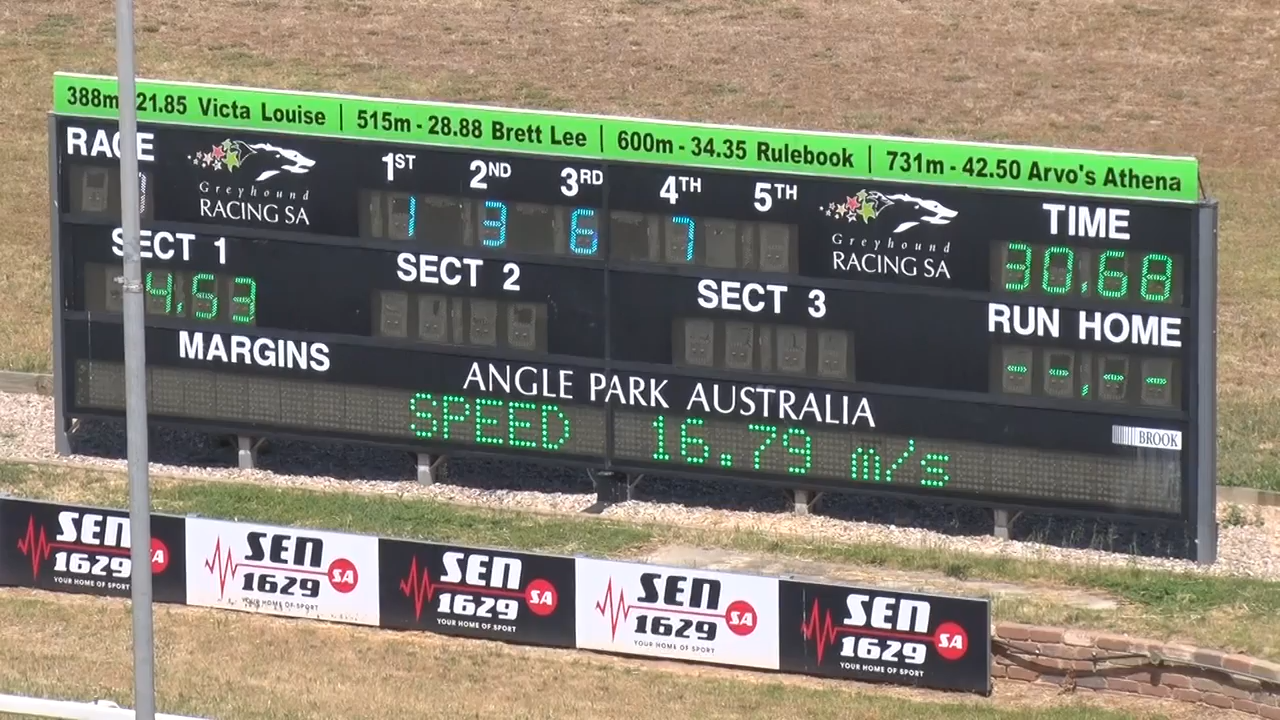 388m 21.85 Victa Louise | 515m - 28.88 Brett Lee | 600m - 34.35 Rulebook | 731m - 42.50 Arvo's Athena
RACE
Greyhound
RACING SA
1ST 2ND 3RD 4TH 5TH
1 3 6 7
Greyhound
RACING SA
TIME
30.68
SECT 1
4.53
SECT 2
SECT 3
RUN HOME
--.--
MARGINS
ANGLE PARK AUSTRALIA
SPEED 16.79 m/s
BROOK
SEN
1629 SA
YOUR HOME OF SPORT
SEN
1629 SA
YOUR HOME OF SPORT
SEN
1629 SA
YOUR HOME OF SPORT
SEN
1629 SA
YOUR HOME OF SPORT
SEN
1629 SA
YOUR HOME OF SPORT